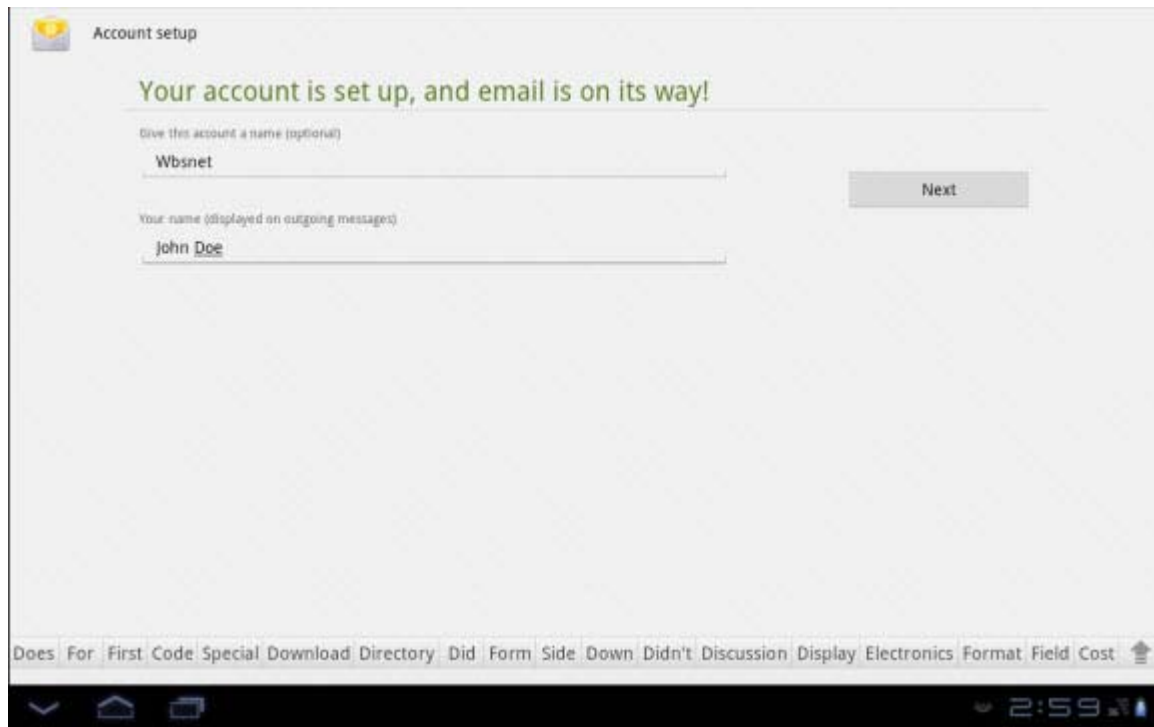 Account setup
Your account is set up, and email is on its way!
Give this account a name (optional)
Wbsnet
Next
Your name (displayed on outgoing messages)
John Doe
Does For First Code Special Download Directory Did Form Side Down Didn't Discussion Display Electronics Format Field Cost
2:59